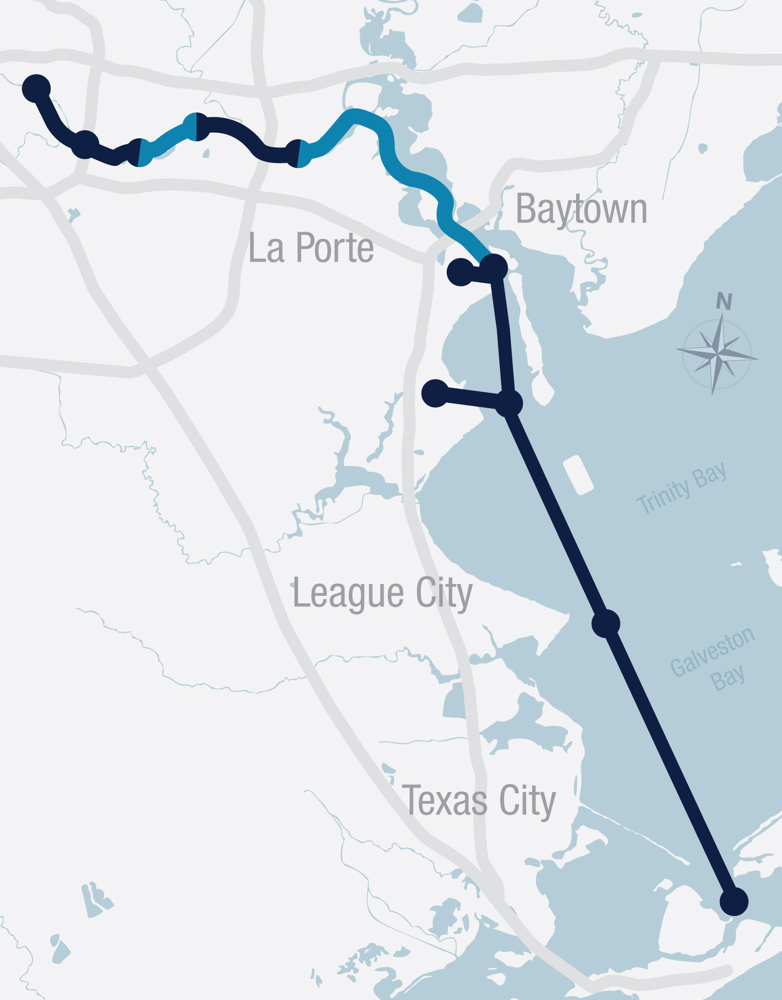 Baytown
La Porte
N
Trinity Bay
League City
Galveston
Bay
Texas City